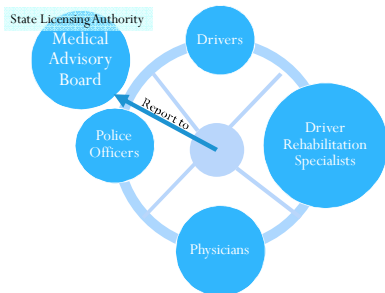 State Licensing Authority
Medical
Advisory
Board
Drivers
Report to
Police
Officers
Driver
Rehabilitation
Specialists
Physicians